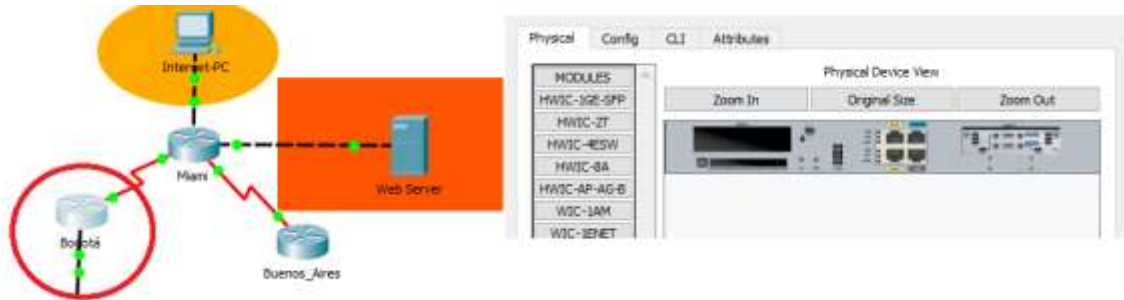 Internet-PC
Miami
Web Server
Bogotá
Buenos_Aires
Physical Config CLI Attributes
MODULES
HWIC-1GE-SFP
HWIC-2T
HWIC-4ESW
HWIC-8A
HWIC-AP-AG-B
WIC-1AM
WIC-1ENET
Physical Device View
Zoom In Original Size Zoom Out